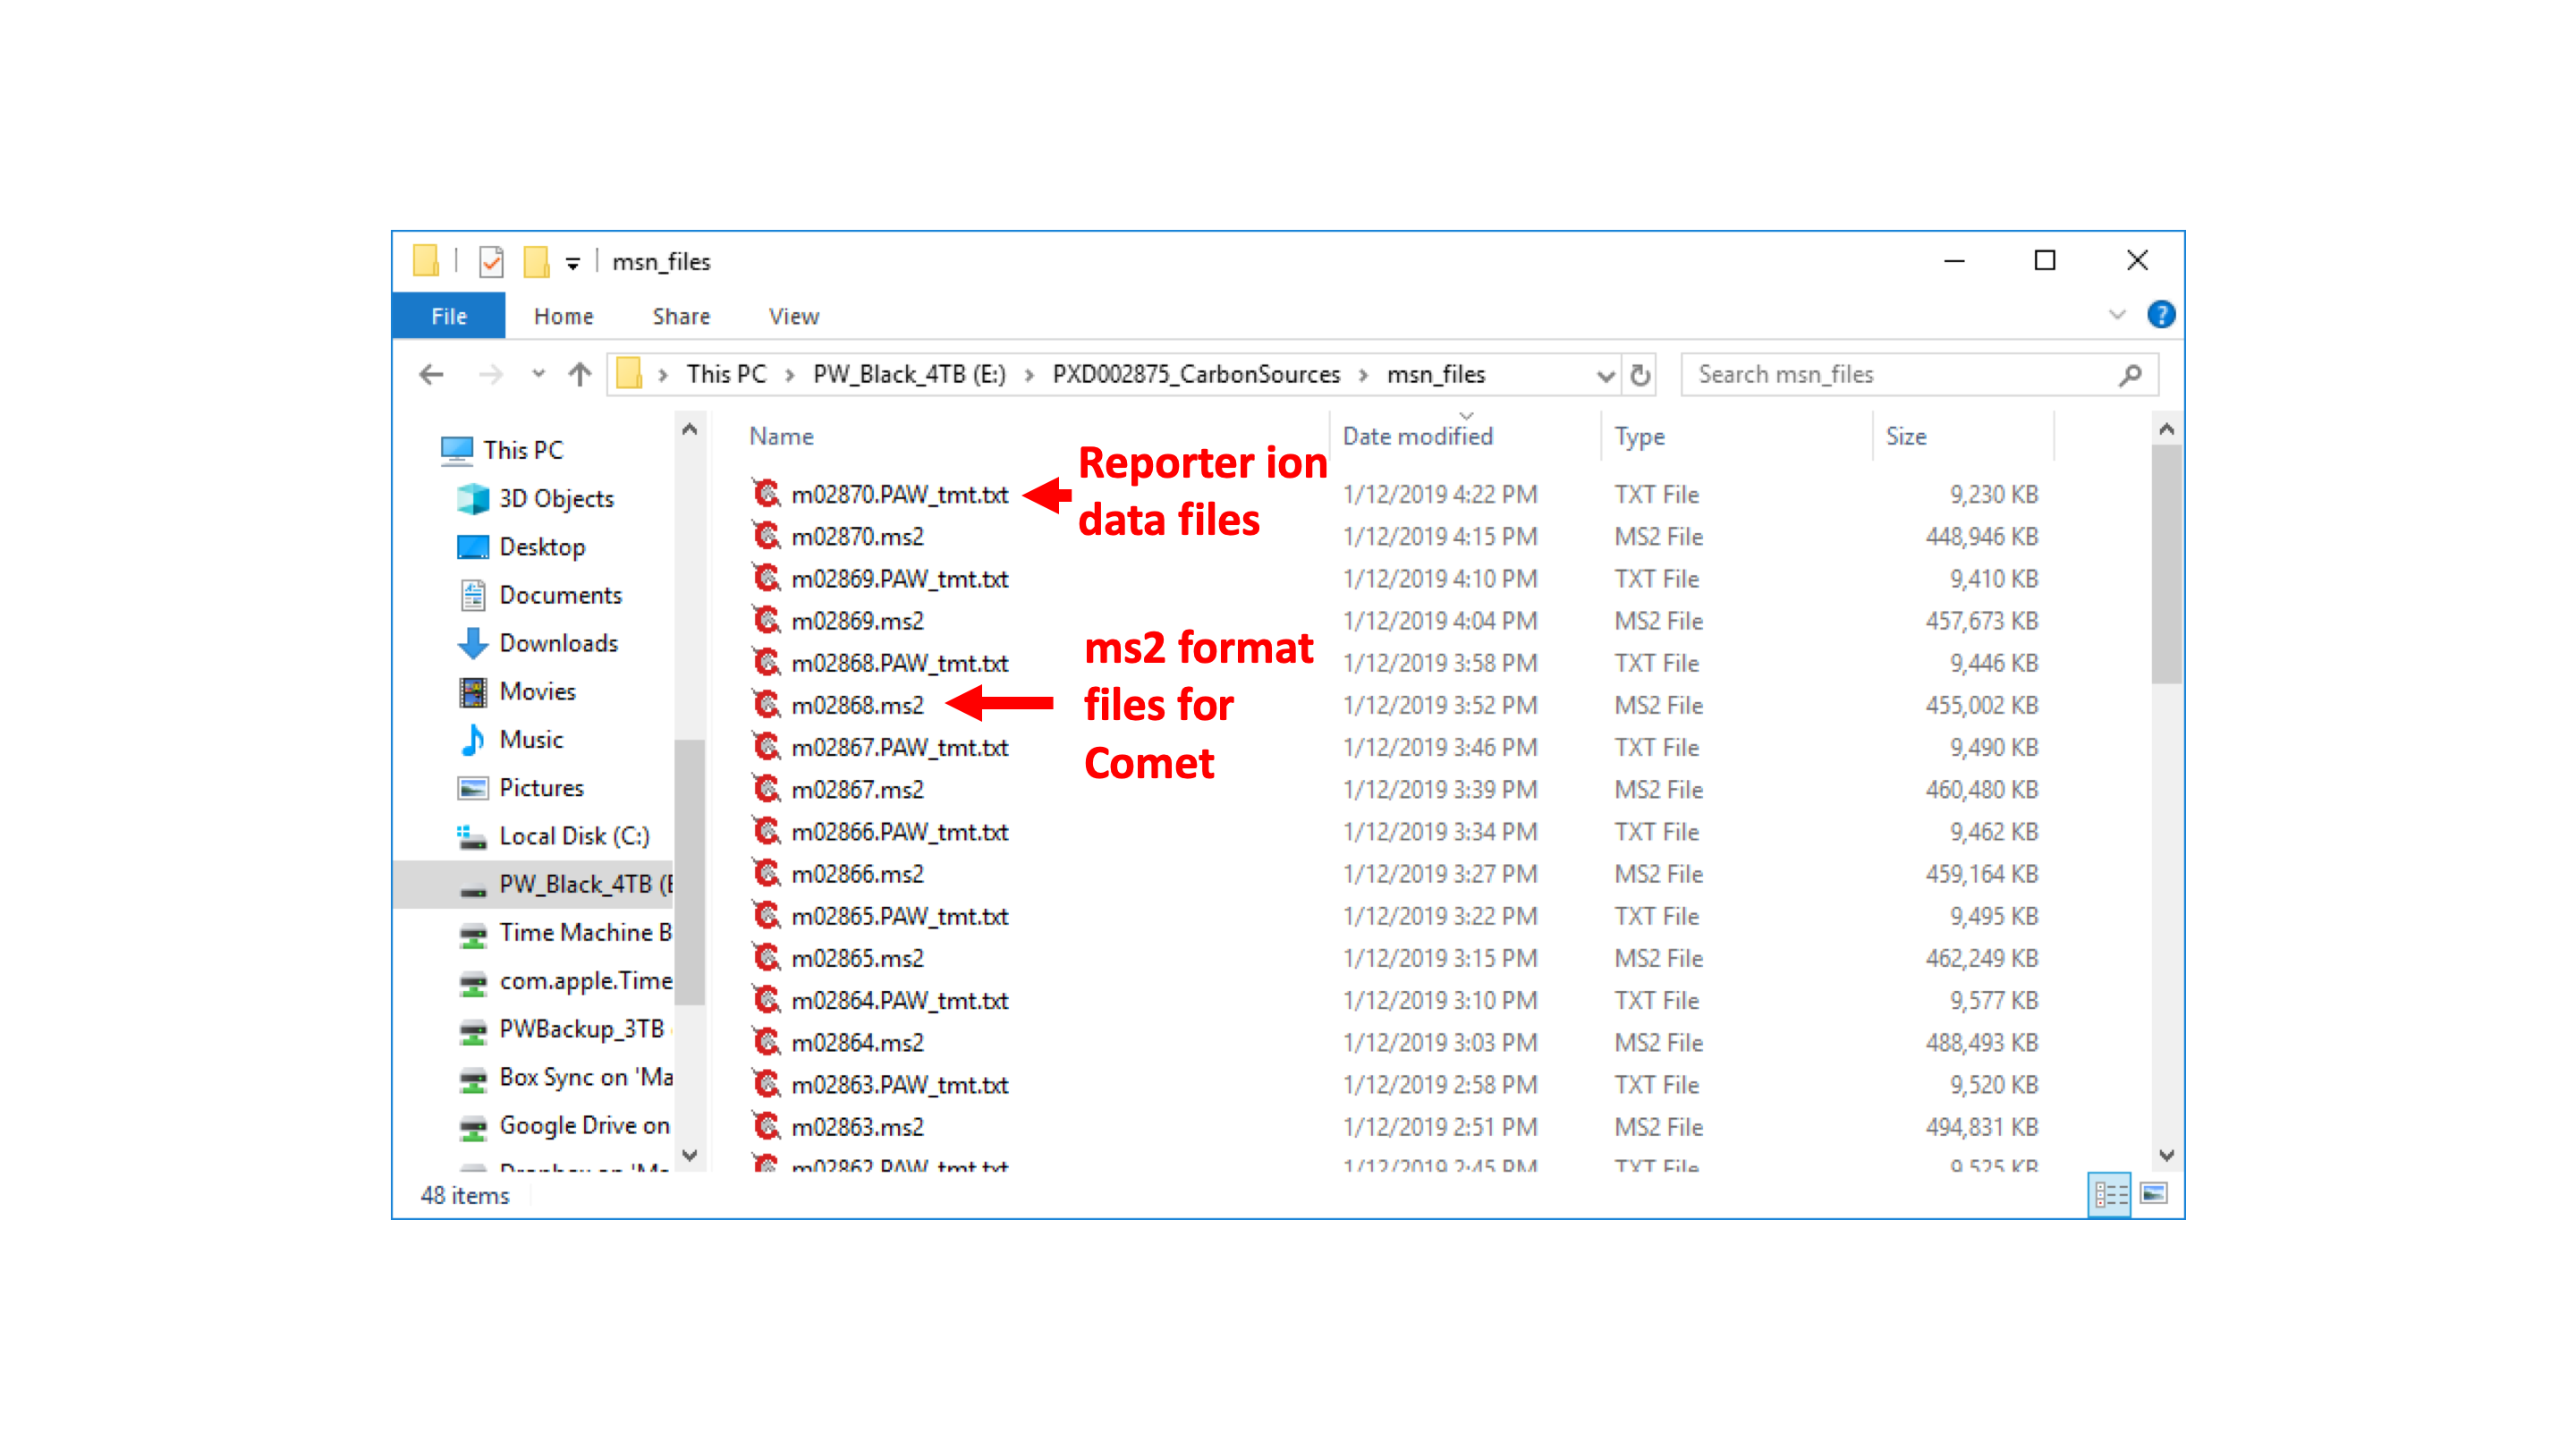 msn_files
File Home Share View
This PC PW_Black_4TB (E:) PXD002875_CarbonSources msn_files
Search msn_files
This PC
3D Objects
Desktop
Documents
Downloads
Movies
Music
Pictures
Local Disk (C:)
PW_Black_4TB (E
Time Machine B
com.apple.Time
PWBackup_3TB
Box Sync on 'Ma
Google Drive on
Name Date modified Type Size
m02870.PAW_tmt.txt 1/12/2019 4:22 PM TXT File 9,230 KB
m02870.ms2 1/12/2019 4:15 PM MS2 File 448,946 KB
m02869.PAW_tmt.txt 1/12/2019 4:10 PM TXT File 9,410 KB
m02869.ms2 1/12/2019 4:04 PM MS2 File 457,673 KB
m02868.PAW_tmt.txt 1/12/2019 3:58 PM TXT File 9,446 KB
m02868.ms2 1/12/2019 3:52 PM MS2 File 455,002 KB
m02867.PAW_tmt.txt 1/12/2019 3:46 PM TXT File 9,490 KB
m02867.ms2 1/12/2019 3:39 PM MS2 File 460,480 KB
m02866.PAW_tmt.txt 1/12/2019 3:34 PM TXT File 9,462 KB
m02866.ms2 1/12/2019 3:27 PM MS2 File 459,164 KB
m02865.PAW_tmt.txt 1/12/2019 3:22 PM TXT File 9,495 KB
m02865.ms2 1/12/2019 3:15 PM MS2 File 462,249 KB
m02864.PAW_tmt.txt 1/12/2019 3:10 PM TXT File 9,577 KB
m02864.ms2 1/12/2019 3:03 PM MS2 File 488,493 KB
m02863.PAW_tmt.txt 1/12/2019 2:58 PM TXT File 9,520 KB
m02863.ms2 1/12/2019 2:51 PM MS2 File 494,831 KB
m02862.PAW_tmt.txt 1/12/2019 2:45 PM TXT File 9,525 KB
Reporter ion
data files
ms2 format
files for
Comet
48 items